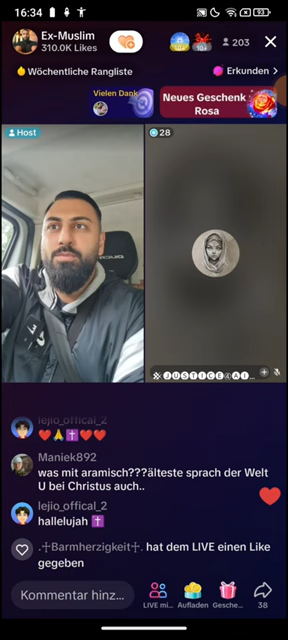 16:34
93
Ex-Muslim
310.0K Likes
10+
203
Wöchentliche Rangliste
Erkunden >
Vielen Dank
Neues Geschenk
Rosa
Host
28
lejio_offical_2
❤️🙏✝️❤️❤️
Maniek892
was mit aramisch???älteste sprach der Welt
U bei Christus auch..
lejio_offical_2
hallelujah ✝️
.☩Barmherzigkeit☩. hat dem LIVE einen Like
gegeben
Kommentar hinz...
LIVE mi...
Aufladen
Gesche...
38